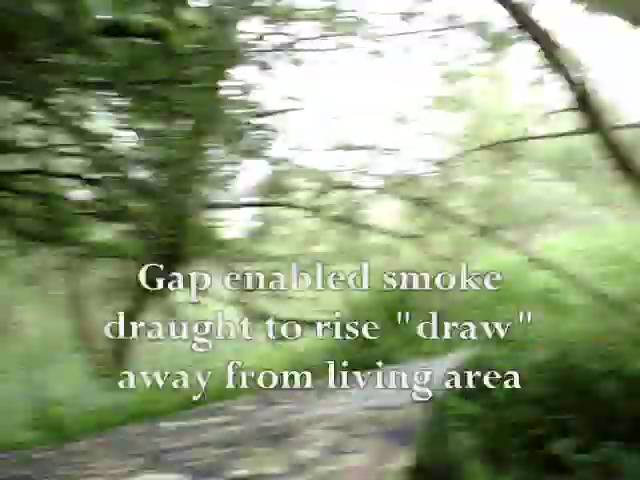 Gap enabled smoke
draught to rise "draw"
away from living area